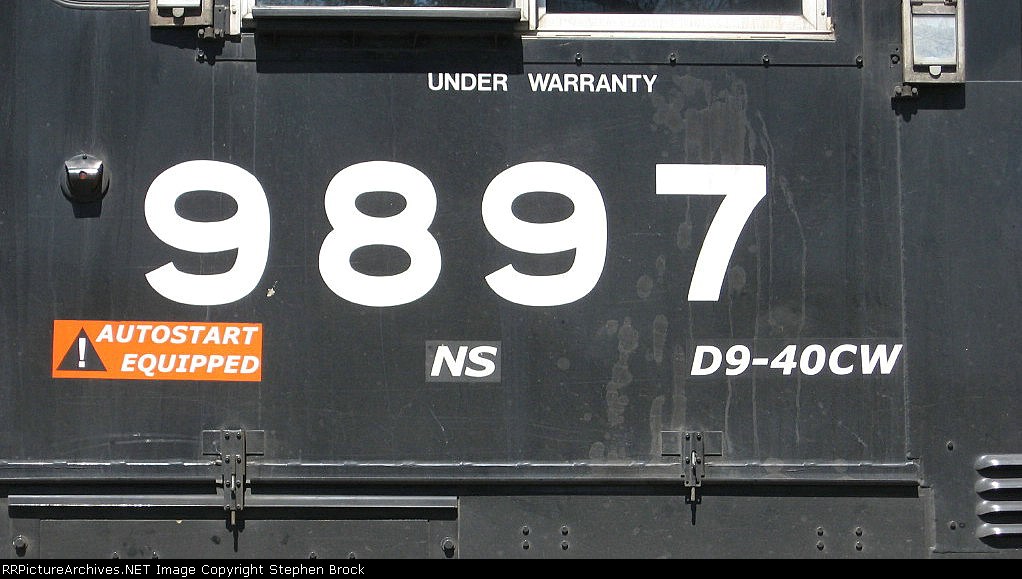 UNDER WARRANTY
9897
AUTOSTART
! EQUIPPED
NS
D9-40CW
RRPictureArchives.NET Image Copyright Stephen Brock